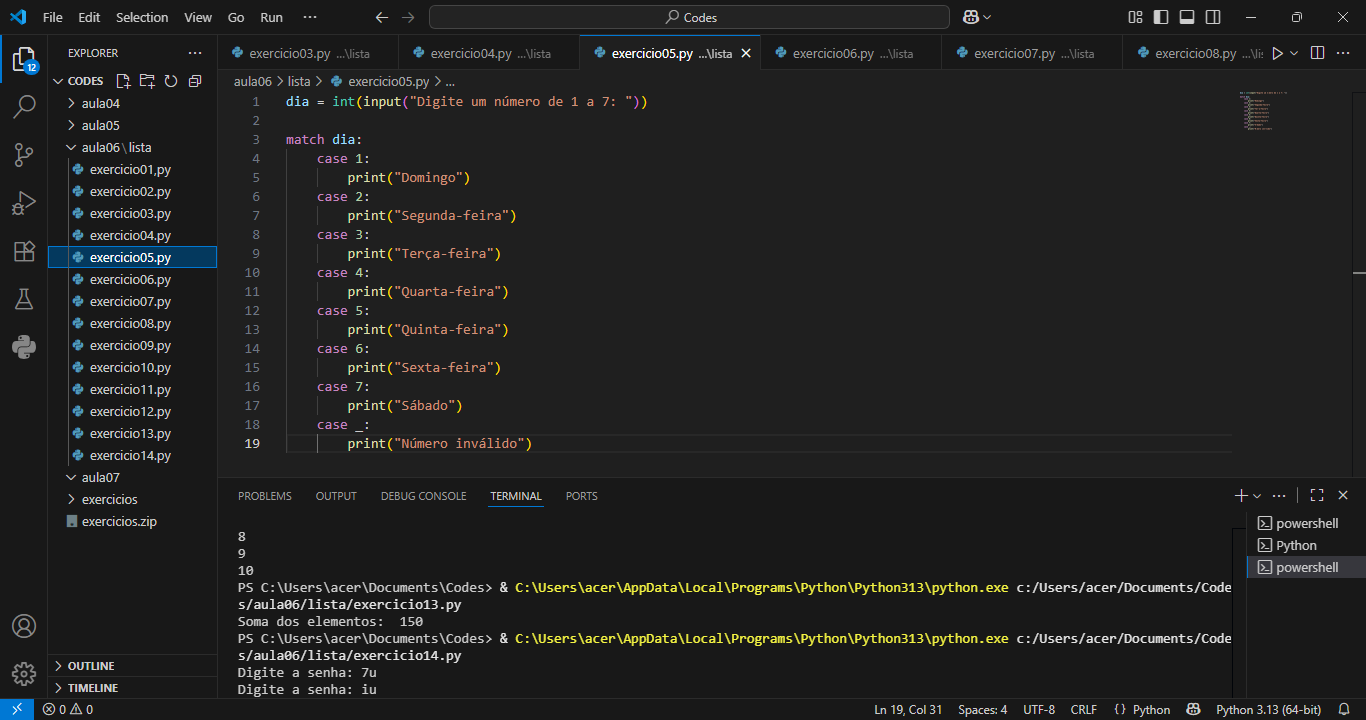 File Edit Selection View Go Run ··· Codes
EXPLORER ···
CODES
aula04
aula05
aula06 \ lista
exercicio01,py
exercicio02.py
exercicio03.py
exercicio04.py
exercicio05.py
exercicio06.py
exercicio07.py
exercicio08.py
exercicio09.py
exercicio10.py
exercicio11.py
exercicio12.py
exercicio13.py
exercicio14.py
aula07
exercicios
exercicios.zip
OUTLINE
TIMELINE
12
exercicio03.py ...\lista exercicio04.py ...\lista exercicio05.py ...\lista exercicio06.py ...\lista exercicio07.py ...\lista exercicio08.py ...\lis
aula06 > lista > exercicio05.py > ...
1 dia = int(input("Digite um número de 1 a 7: "))
2
3 match dia:
4 case 1:
5 print("Domingo")
6 case 2:
7 print("Segunda-feira")
8 case 3:
9 print("Terça-feira")
10 case 4:
11 print("Quarta-feira")
12 case 5:
13 print("Quinta-feira")
14 case 6:
15 print("Sexta-feira")
16 case 7:
17 print("Sábado")
18 case _:
19 print("Número inválido")
PROBLEMS OUTPUT DEBUG CONSOLE TERMINAL PORTS
8
9
10
PS C:\Users\acer\Documents\Codes> & C:\Users\acer\AppData\Local\Programs\Python\Python313\python.exe c:/Users/acer/Documents/Code
s/aula06/lista/exercicio13.py
Soma dos elementos:  150
PS C:\Users\acer\Documents\Codes> & C:\Users\acer\AppData\Local\Programs\Python\Python313\python.exe c:/Users/acer/Documents/Code
s/aula06/lista/exercicio14.py
Digite a senha: 7u
Digite a senha: iu
powershell
Python
powershell
0 0 Ln 19, Col 31 Spaces: 4 UTF-8 CRLF {} Python Python 3.13 (64-bit)